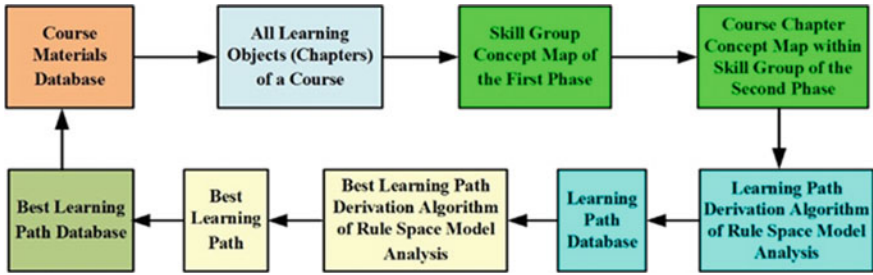 Course
Materials
Database
All Learning
Objects (Chapters)
of a Course
Skill Group
Concept Map of
the First Phase
Course Chapter
Concept Map within
Skill Group of the
Second Phase
Best Learning
Path Database
Best
Learning
Path
Best Learning Path
Derivation Algorithm
of Rule Space Model
Analysis
Learning
Path
Database
Learning Path
Derivation Algorithm
of Rule Space Model
Analysis